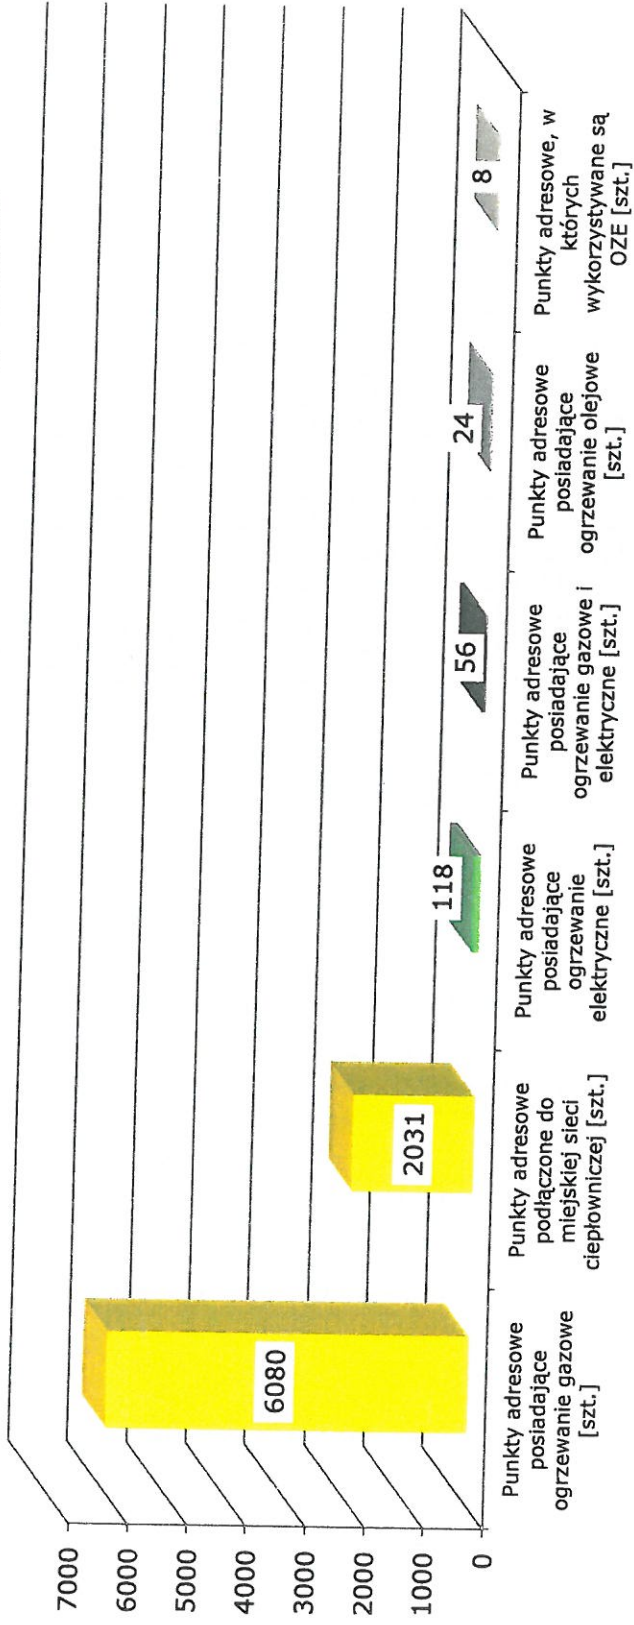 7000
6000
5000
4000
3000
2000
1000
0
6080
2031
118
56
24
8
Punkty adresowe
posiadające
ogrzewanie gazowe
[szt.]
Punkty adresowe
podłączone do
miejskiej sieci
ciepłowniczej [szt.]
Punkty adresowe
posiadające
ogrzewanie
elektryczne [szt.]
Punkty adresowe
posiadające
ogrzewanie gazowe i
elektryczne [szt.]
Punkty adresowe
posiadające
ogrzewanie olejowe
[szt.]
Punkty adresowe, w
których
wykorzystywane są
OZE [szt.]